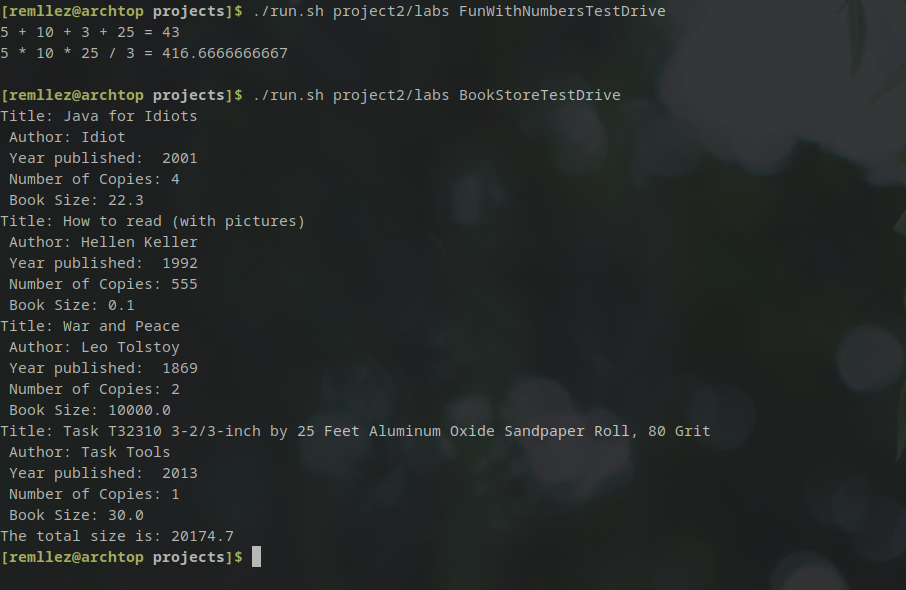 [remllez@archtop projects]$ ./run.sh project2/labs FunWithNumbersTestDrive
5 + 10 + 3 + 25 = 43
5 * 10 * 25 / 3 = 416.6666666667
[remllez@archtop projects]$ ./run.sh project2/labs BookStoreTestDrive
Title: Java for Idiots
Author: Idiot
Year published:  2001
Number of Copies: 4
Book Size: 22.3
Title: How to read (with pictures)
Author: Hellen Keller
Year published:  1992
Number of Copies: 555
Book Size: 0.1
Title: War and Peace
Author: Leo Tolstoy
Year published:  1869
Number of Copies: 2
Book Size: 10000.0
Title: Task T32310 3-2/3-inch by 25 Feet Aluminum Oxide Sandpaper Roll, 80 Grit
Author: Task Tools
Year published:  2013
Number of Copies: 1
Book Size: 30.0
The total size is: 20174.7
[remllez@archtop projects]$